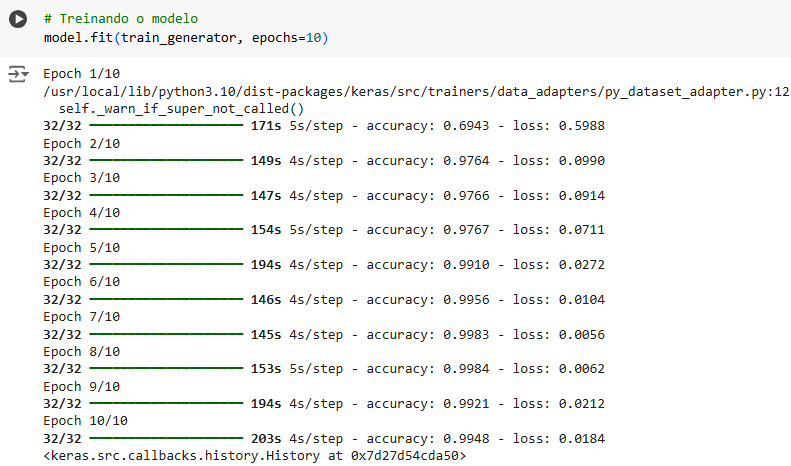 # Treinando o modelo
model.fit(train_generator, epochs=10)
Epoch 1/10
/usr/local/lib/python3.10/dist-packages/keras/src/trainers/data_adapters/py_dataset_adapter.py:12
self._warn_if_super_not_called()
32/32 171s 5s/step - accuracy: 0.6943 - loss: 0.5988
Epoch 2/10
32/32 149s 4s/step - accuracy: 0.9764 - loss: 0.0990
Epoch 3/10
32/32 147s 4s/step - accuracy: 0.9766 - loss: 0.0914
Epoch 4/10
32/32 154s 5s/step - accuracy: 0.9767 - loss: 0.0711
Epoch 5/10
32/32 194s 4s/step - accuracy: 0.9910 - loss: 0.0272
Epoch 6/10
32/32 146s 4s/step - accuracy: 0.9956 - loss: 0.0104
Epoch 7/10
32/32 145s 4s/step - accuracy: 0.9983 - loss: 0.0056
Epoch 8/10
32/32 153s 5s/step - accuracy: 0.9984 - loss: 0.0062
Epoch 9/10
32/32 194s 4s/step - accuracy: 0.9921 - loss: 0.0212
Epoch 10/10
32/32 203s 4s/step - accuracy: 0.9948 - loss: 0.0184
<keras.src.callbacks.history.History at 0x7d27d54cda50>